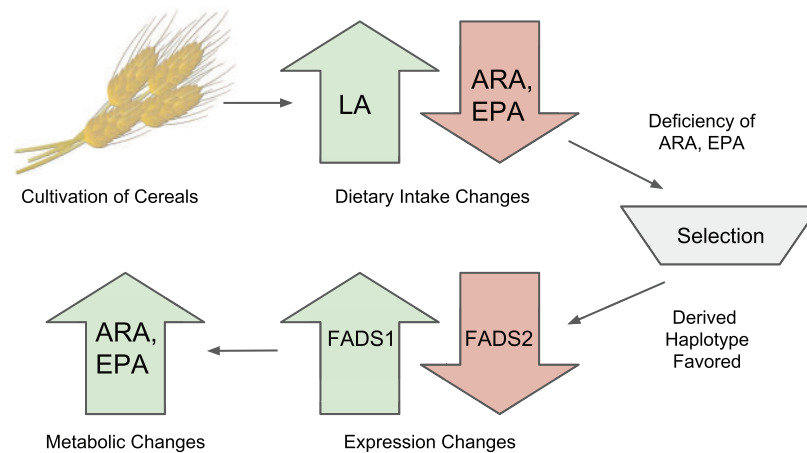 LA
ARA,
EPA
Cultivation of Cereals
Dietary Intake Changes
Deficiency of
ARA, EPA
Selection
Derived
Haplotype
Favored
FADS1
FADS2
Expression Changes
ARA,
EPA
Metabolic Changes